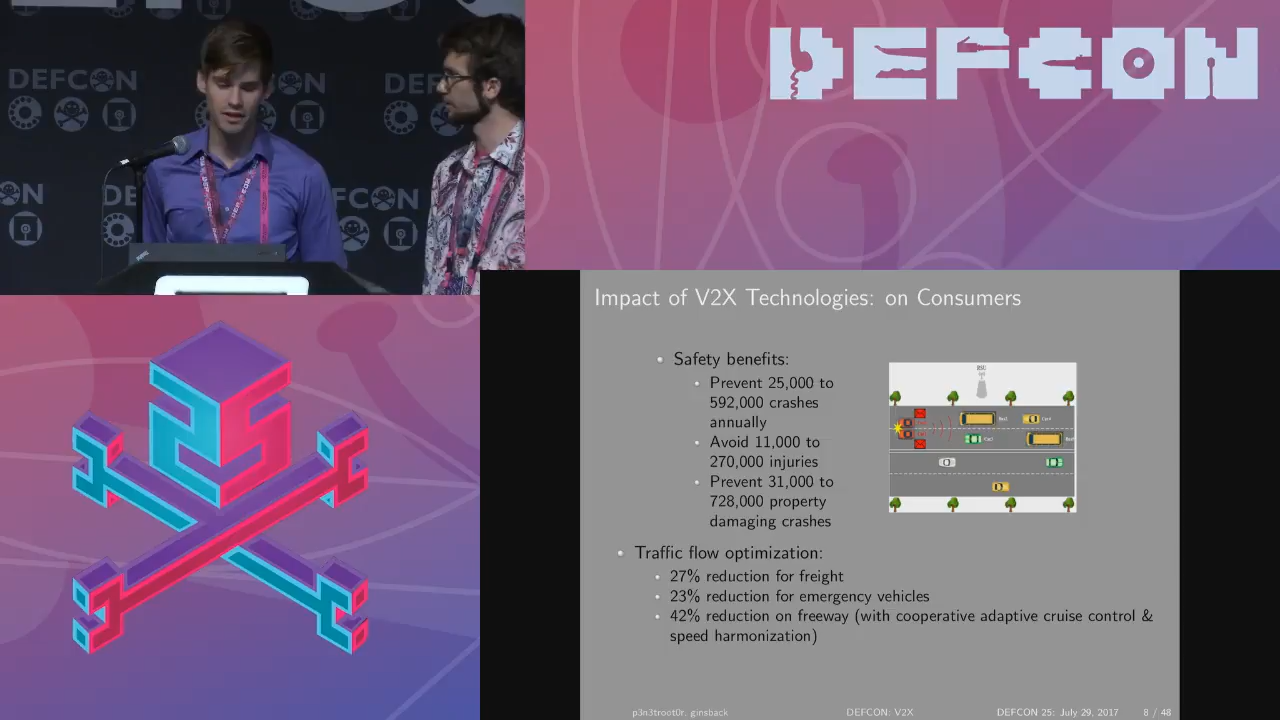 DEFCON
DEFCON
Impact of V2X Technologies: on Consumers
Safety benefits:
Prevent 25,000 to
592,000 crashes
annually
Avoid 11,000 to
270,000 injuries
Prevent 31,000 to
728,000 property
damaging crashes
RSU
Traffic flow optimization:
27% reduction for freight
23% reduction for emergency vehicles
42% reduction on freeway (with cooperative adaptive cruise control &
speed harmonization)
p3n3troot0r, ginsback
DEFCON: V2X
DEFCON 25: July 29, 2017
8 / 48